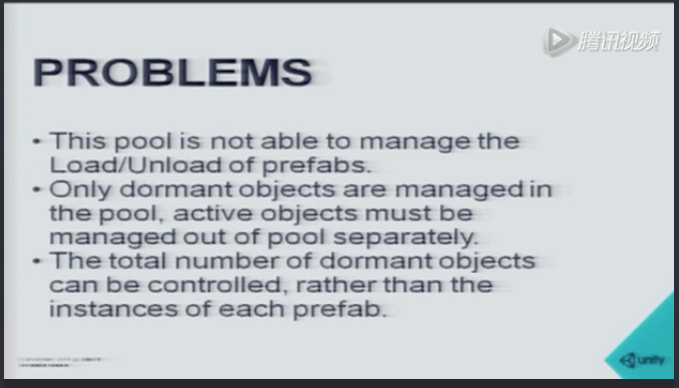 腾讯视频
PROBLEMS
• This pool is not able to manage the
Load/Unload of prefabs.
• Only dormant objects are managed in
the pool, active objects must be
managed out of pool separately.
• The total number of dormant objects
can be controlled, rather than the
instances of each prefab.
unity